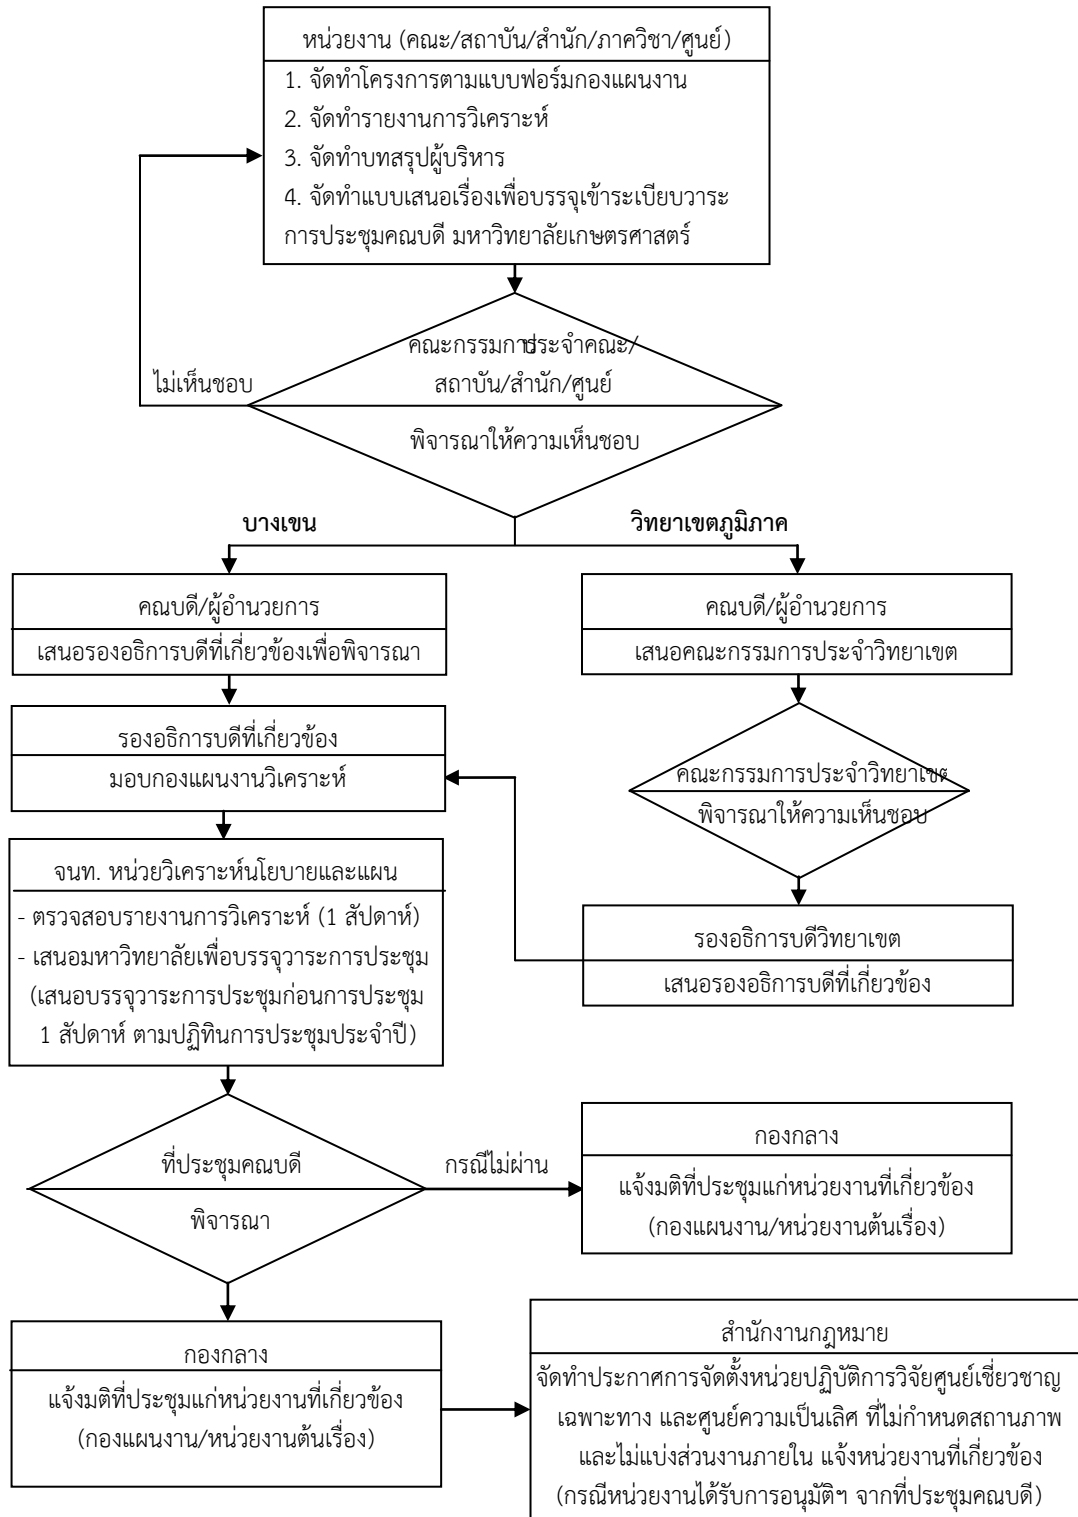 หน่วยงาน (คณะ/สถาบัน/สำนัก/ภาควิชา/ศูนย์)
1. จัดทำโครงการตามแบบฟอร์มกองแผนงาน
2. จัดทำรายงานการวิเคราะห์
3. จัดทำบทสรุปผู้บริหาร
4. จัดทำแบบเสนอเรื่องเพื่อบรรจุเข้าระเบียบวาระ
การประชุมคณบดี มหาวิทยาลัยเกษตรศาสตร์
คณะกรรมการประจำคณะ/
สถาบัน/สำนัก/ศูนย์
ไม่เห็นชอบ
พิจารณาให้ความเห็นชอบ
บางเขน
วิทยาเขตภูมิภาค
คณบดี/ผู้อำนวยการ
เสนอรองอธิการบดีที่เกี่ยวข้องเพื่อพิจารณา
คณบดี/ผู้อำนวยการ
เสนอคณะกรรมการประจำวิทยาเขต
รองอธิการบดีที่เกี่ยวข้อง
มอบกองแผนงานวิเคราะห์
คณะกรรมการประจำวิทยาเขต
พิจารณาให้ความเห็นชอบ
จนท. หน่วยวิเคราะห์นโยบายและแผน
- ตรวจสอบรายงานการวิเคราะห์ (1 สัปดาห์)
- เสนอมหาวิทยาลัยเพื่อบรรจุวาระการประชุม
(เสนอบรรจุวาระการประชุมก่อนการประชุม
1 สัปดาห์ ตามปฏิทินการประชุมประจำปี)
รองอธิการบดีวิทยาเขต
เสนอรองอธิการบดีที่เกี่ยวข้อง
ที่ประชุมคณบดี
พิจารณา
กรณีไม่ผ่าน
กองกลาง
แจ้งมติที่ประชุมแก่หน่วยงานที่เกี่ยวข้อง
(กองแผนงาน/หน่วยงานต้นเรื่อง)
กองกลาง
แจ้งมติที่ประชุมแก่หน่วยงานที่เกี่ยวข้อง
(กองแผนงาน/หน่วยงานต้นเรื่อง)
สำนักงานกฎหมาย
จัดทำประกาศการจัดตั้งหน่วยปฏิบัติการวิจัยศูนย์เชี่ยวชาญ
เฉพาะทาง และศูนย์ความเป็นเลิศ ที่ไม่กำหนดสถานภาพ
และไม่แบ่งส่วนงานภายใน แจ้งหน่วยงานที่เกี่ยวข้อง
(กรณีหน่วยงานได้รับการอนุมัติฯ จากที่ประชุมคณบดี)